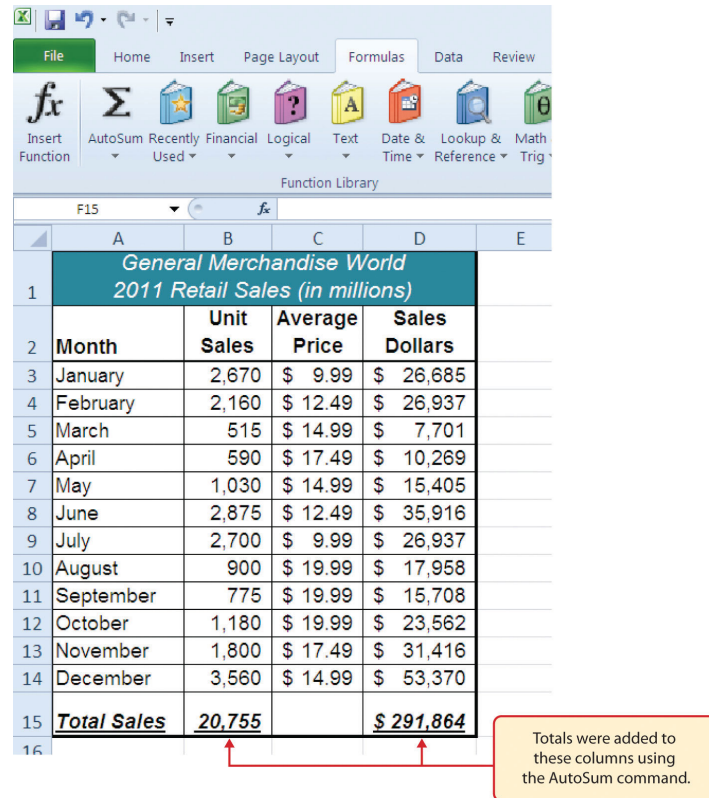 File Home Insert Page Layout Formulas Data Review
fx Σ ? A θ
Insert AutoSum Recently Financial Logical Text Date & Lookup & Math
Function Used Time Reference Trig
Function Library
F15 fx
A B C D E
General Merchandise World
1 2011 Retail Sales (in millions)
Unit Average Sales
2 Month Sales Price Dollars
3 January 2,670 $ 9.99 $ 26,685
4 February 2,160 $ 12.49 $ 26,937
5 March 515 $ 14.99 $ 7,701
6 April 590 $ 17.49 $ 10,269
7 May 1,030 $ 14.99 $ 15,405
8 June 2,875 $ 12.49 $ 35,916
9 July 2,700 $ 9.99 $ 26,937
10 August 900 $ 19.99 $ 17,958
11 September 775 $ 19.99 $ 15,708
12 October 1,180 $ 19.99 $ 23,562
13 November 1,800 $ 17.49 $ 31,416
14 December 3,560 $ 14.99 $ 53,370
15 Total Sales 20,755 $ 291,864
16
Totals were added to
these columns using
the AutoSum command.